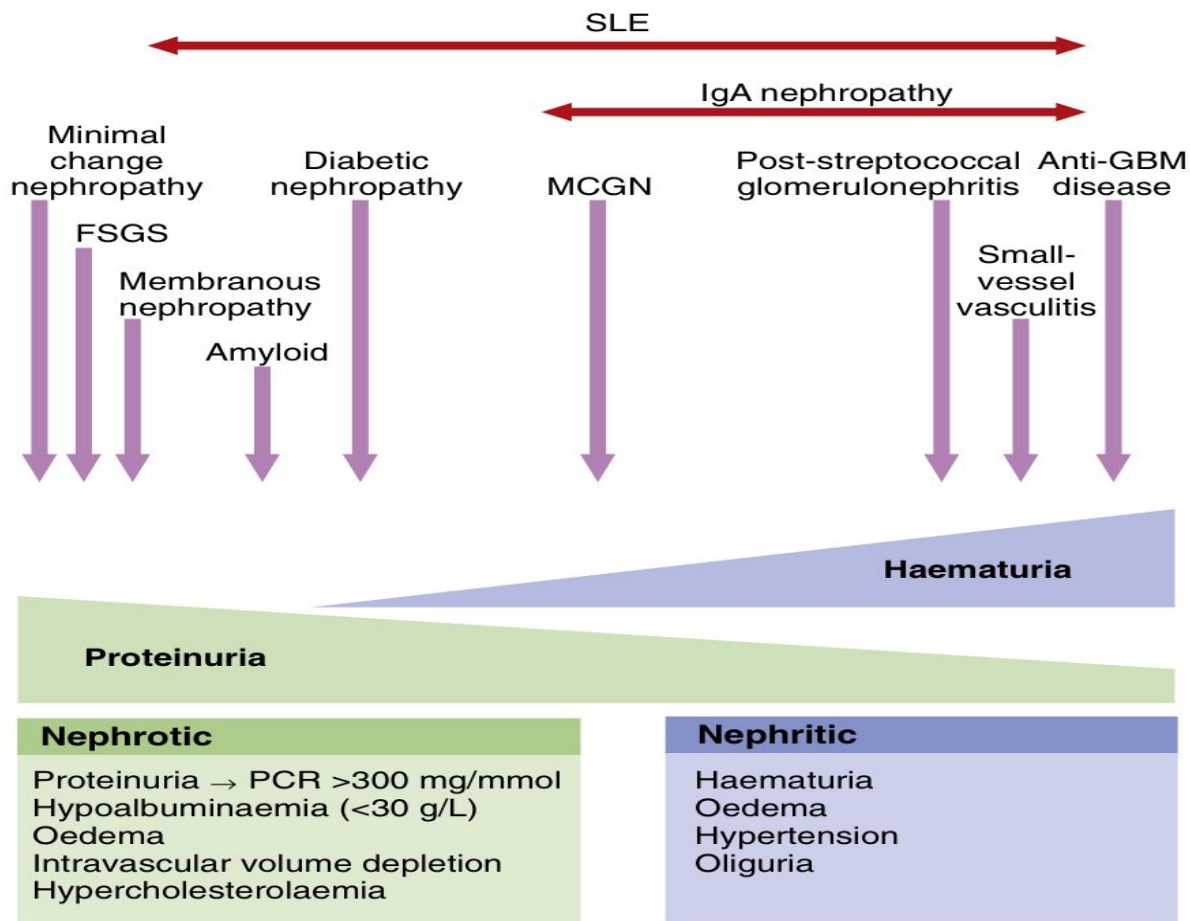 SLE
IgA nephropathy
Minimal
change
nephropathy
Diabetic
nephropathy
MCGN
Post-streptococcal
glomerulonephritis
Anti-GBM
disease
FSGS
Membranous
nephropathy
Small-
vessel
vasculitis
Amyloid
Haematuria
Proteinuria
Nephrotic
Proteinuria → PCR >300 mg/mmol
Hypoalbuminaemia (<30 g/L)
Oedema
Intravascular volume depletion
Hypercholesterolaemia
Nephritic
Haematuria
Oedema
Hypertension
Oliguria